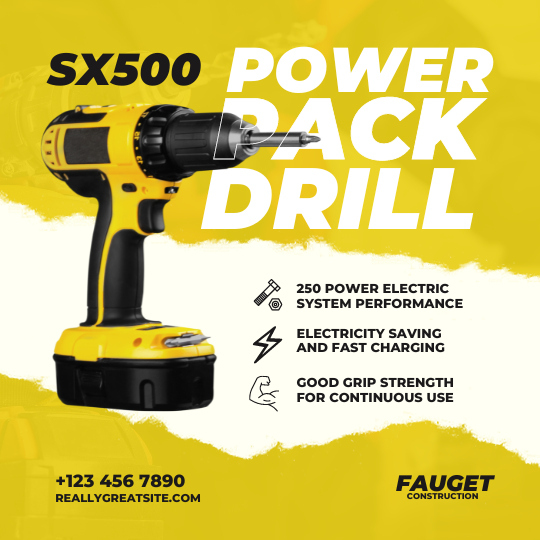 SX500
POWER
PACK
DRILL
250 POWER ELECTRIC
SYSTEM PERFORMANCE
ELECTRICITY SAVING
AND FAST CHARGING
GOOD GRIP STRENGTH
FOR CONTINUOUS USE
+123 456 7890
REALLYGREATSITE.COM
FAUGET
CONSTRUCTION